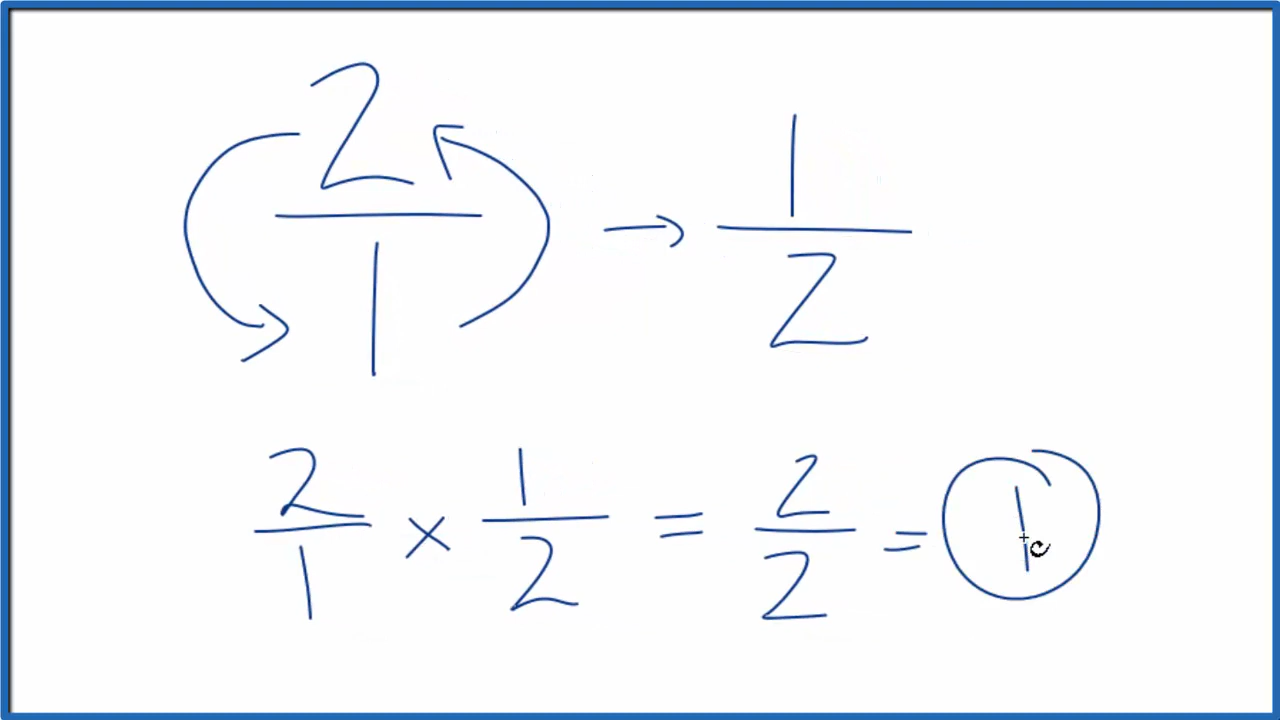 2/1 → 1/2
2/1 × 1/2 = 2/2 = 1